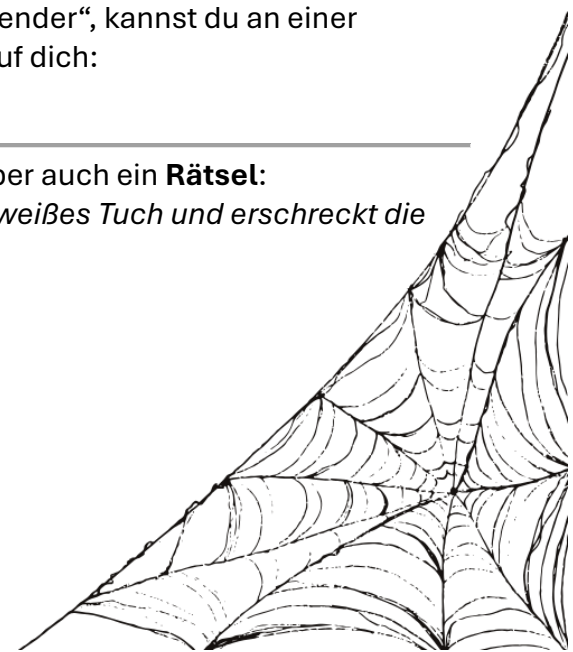 ender“, kannst du an einer
uf dich:
ber auch ein Rätsel:
weißes Tuch und erschreckt die